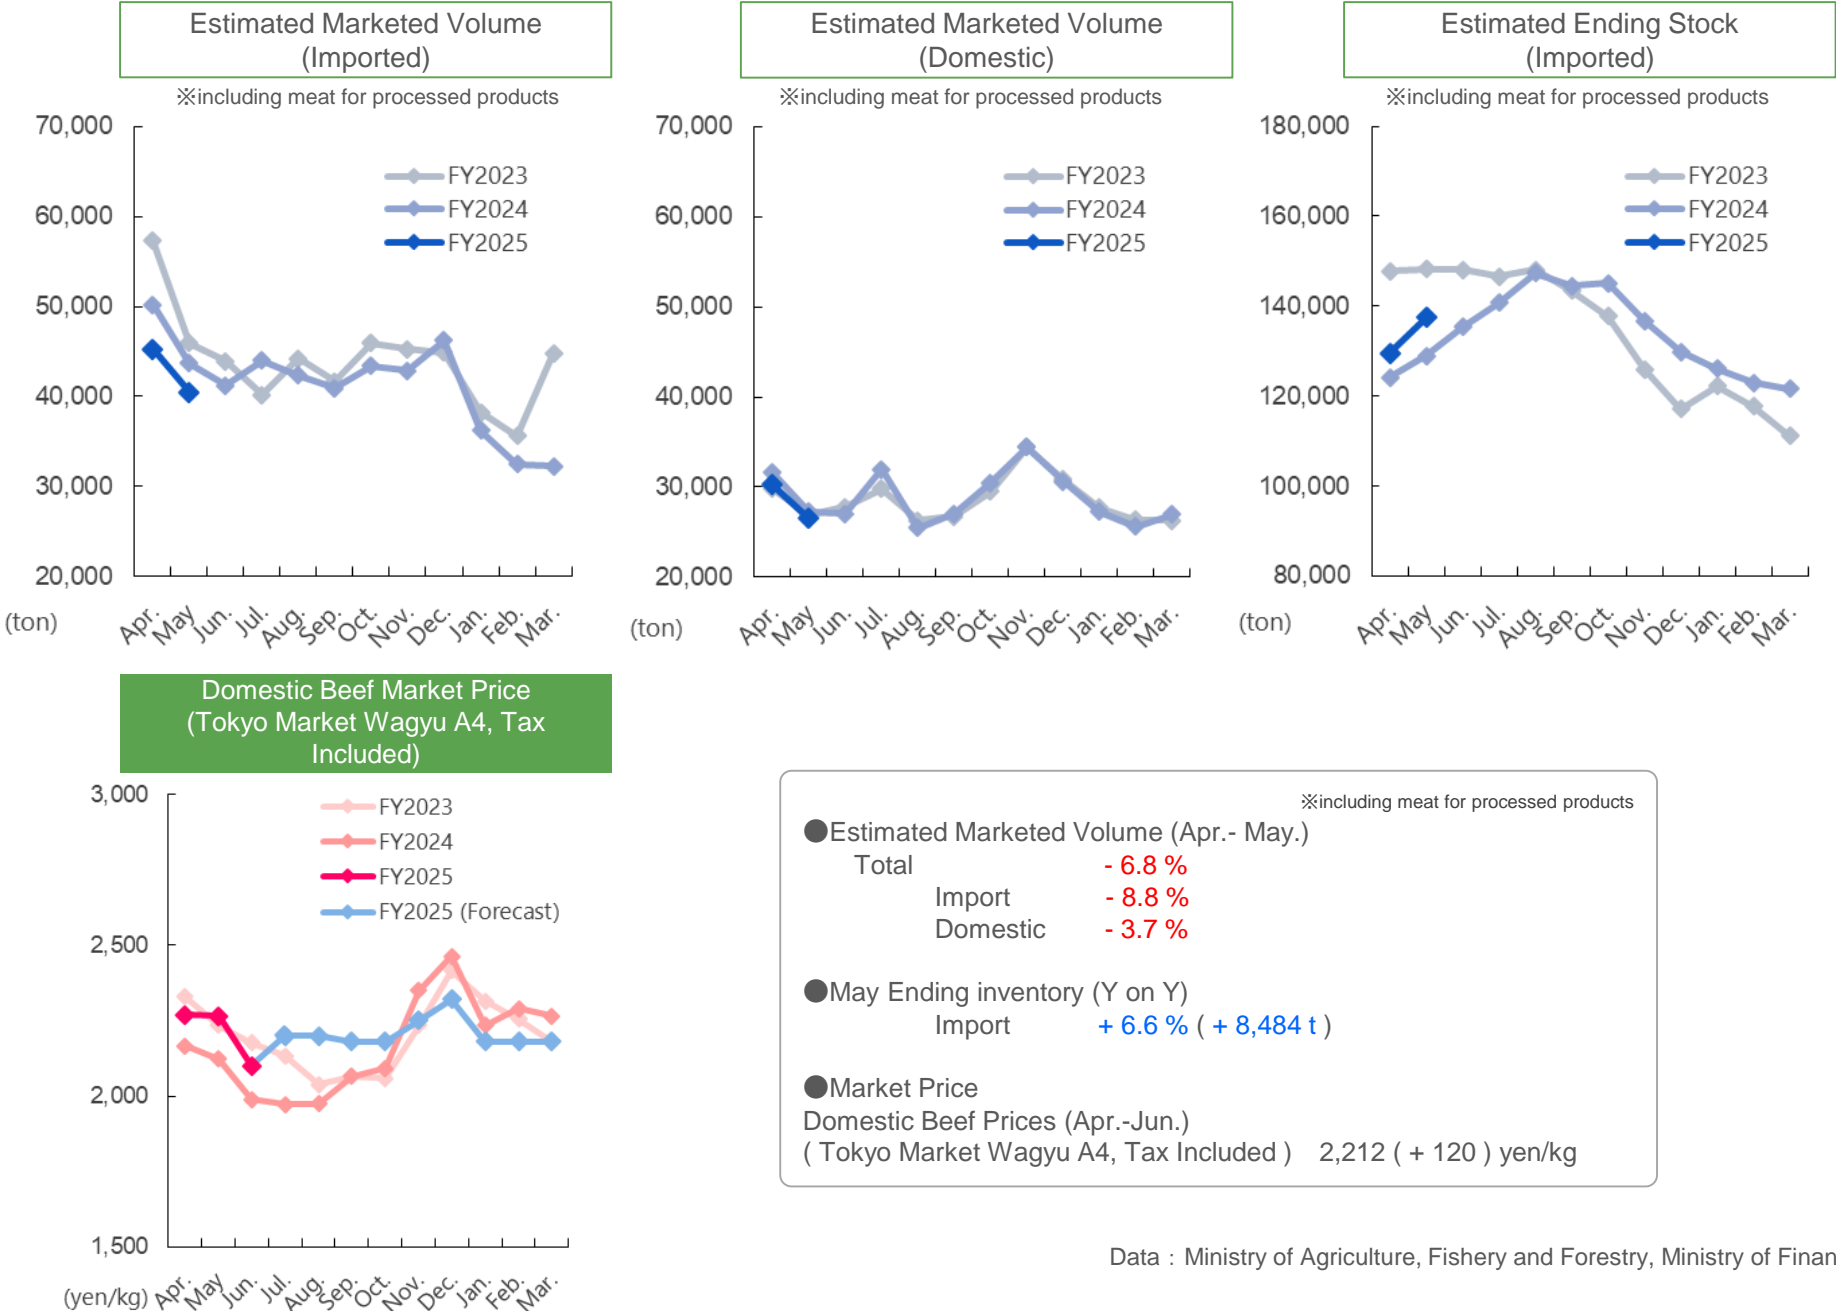 Estimated Marketed Volume
(Imported)
※including meat for processed products
70,000
60,000
50,000
40,000
30,000
20,000
(ton)
FY2023
FY2024
FY2025
Apr. May Jun. Jul. Aug. Sep. Oct. Nov. Dec. Jan. Feb. Mar.
Estimated Marketed Volume
(Domestic)
※including meat for processed products
70,000
60,000
50,000
40,000
30,000
20,000
(ton)
FY2023
FY2024
FY2025
Apr. May Jun. Jul. Aug. Sep. Oct. Nov. Dec. Jan. Feb. Mar.
Estimated Ending Stock
(Imported)
※including meat for processed products
180,000
160,000
140,000
120,000
100,000
80,000
(ton)
FY2023
FY2024
FY2025
Apr. May Jun. Jul. Aug. Sep. Oct. Nov. Dec. Jan. Feb. Mar.
Domestic Beef Market Price
(Tokyo Market Wagyu A4, Tax
Included)
3,000
2,500
2,000
1,500
(yen/kg)
FY2023
FY2024
FY2025
FY2025 (Forecast)
Apr. May Jun. Jul. Aug. Sep. Oct. Nov. Dec. Jan. Feb. Mar.
※including meat for processed products
●Estimated Marketed Volume (Apr.- May.)
Total - 6.8 %
Import - 8.8 %
Domestic - 3.7 %
●May Ending inventory (Y on Y)
Import + 6.6 % ( + 8,484 t )
●Market Price
Domestic Beef Prices (Apr.-Jun.)
( Tokyo Market Wagyu A4, Tax Included ) 2,212 ( + 120 ) yen/kg
Data : Ministry of Agriculture, Fishery and Forestry, Ministry of Finan